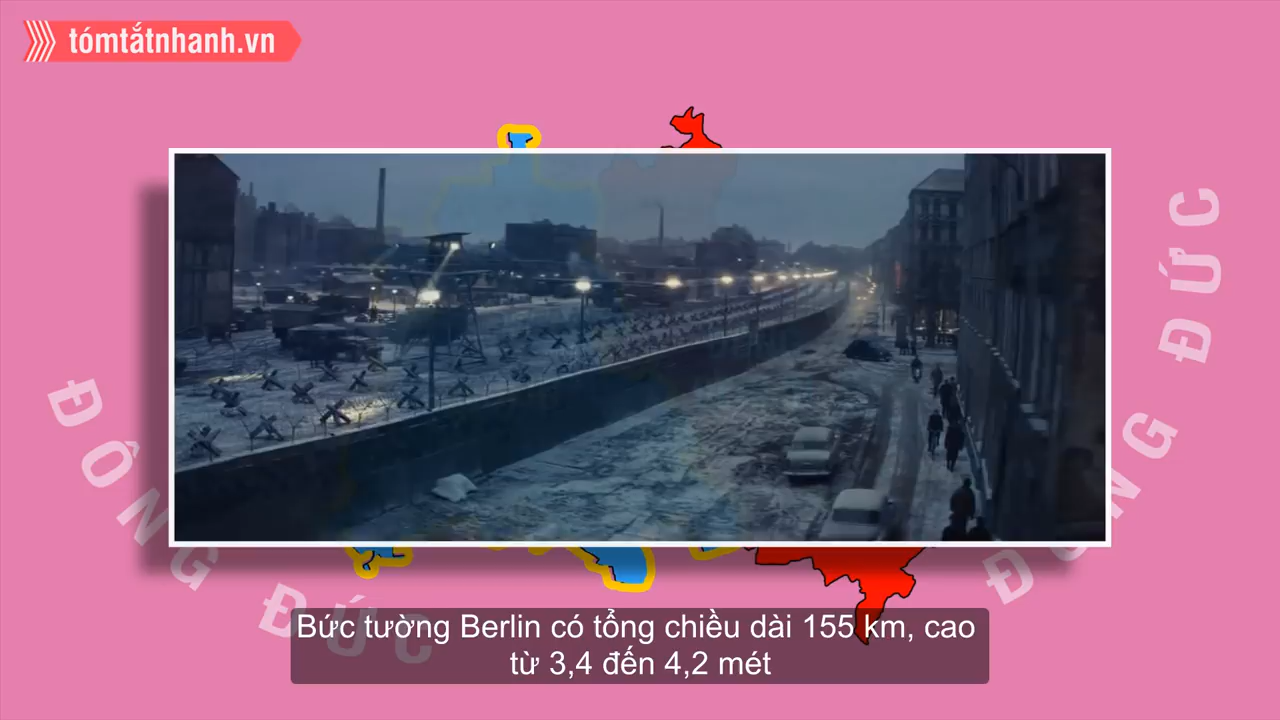 tómtắtnhanh.vn
ĐÔNG ĐỨC
ĐÔNG ĐỨC
Bức tường Berlin có tổng chiều dài 155 km, cao
từ 3,4 đến 4,2 mét